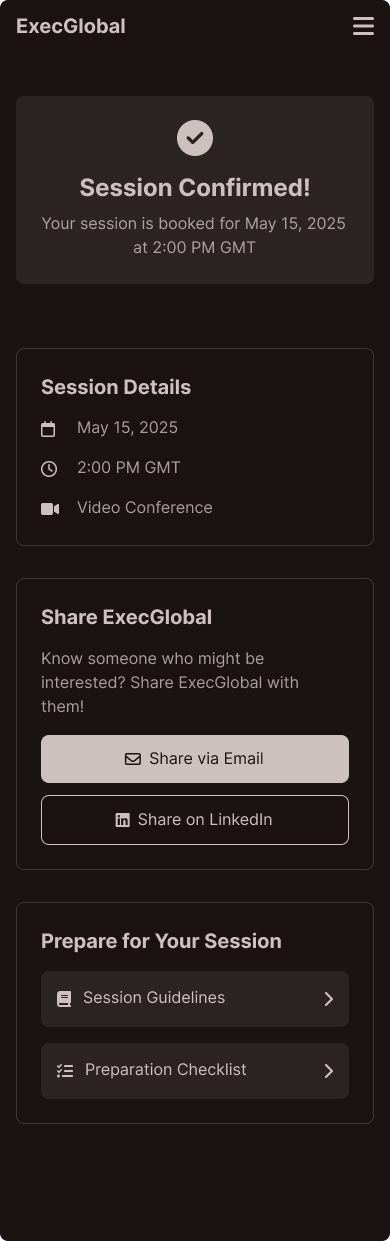 ExecGlobal
Session Confirmed!
Your session is booked for May 15, 2025
at 2:00 PM GMT
Session Details
May 15, 2025
2:00 PM GMT
Video Conference
Share ExecGlobal
Know someone who might be
interested? Share ExecGlobal with
them!
Share via Email
Share on LinkedIn
Prepare for Your Session
Session Guidelines
Preparation Checklist